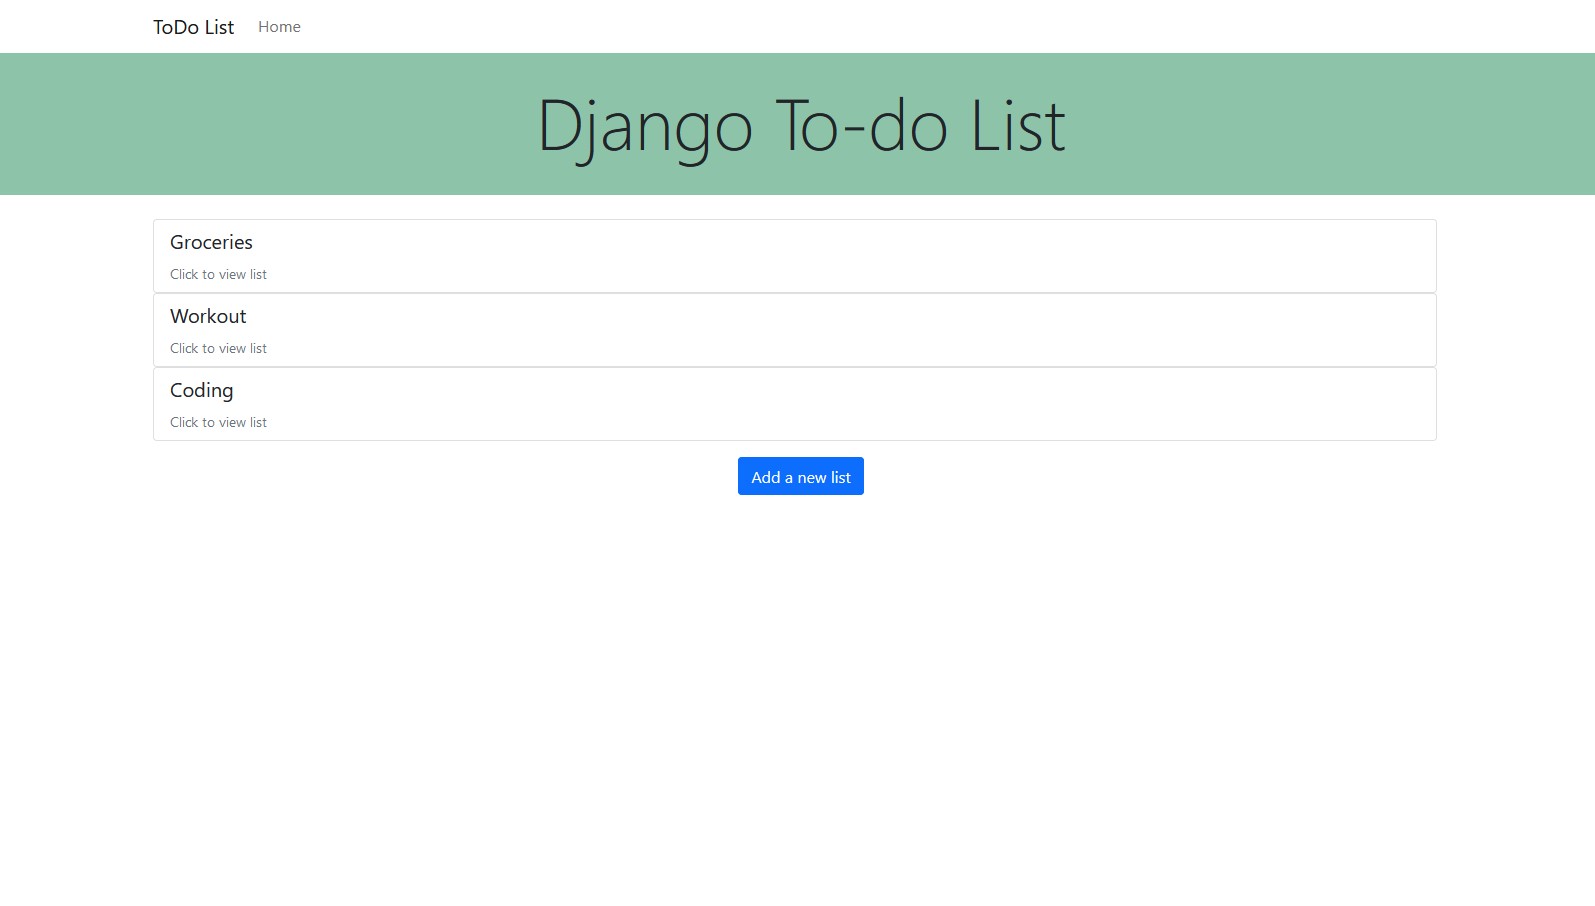 ToDo List Home
Django To-do List
Groceries
Click to view list
Workout
Click to view list
Coding
Click to view list
Add a new list